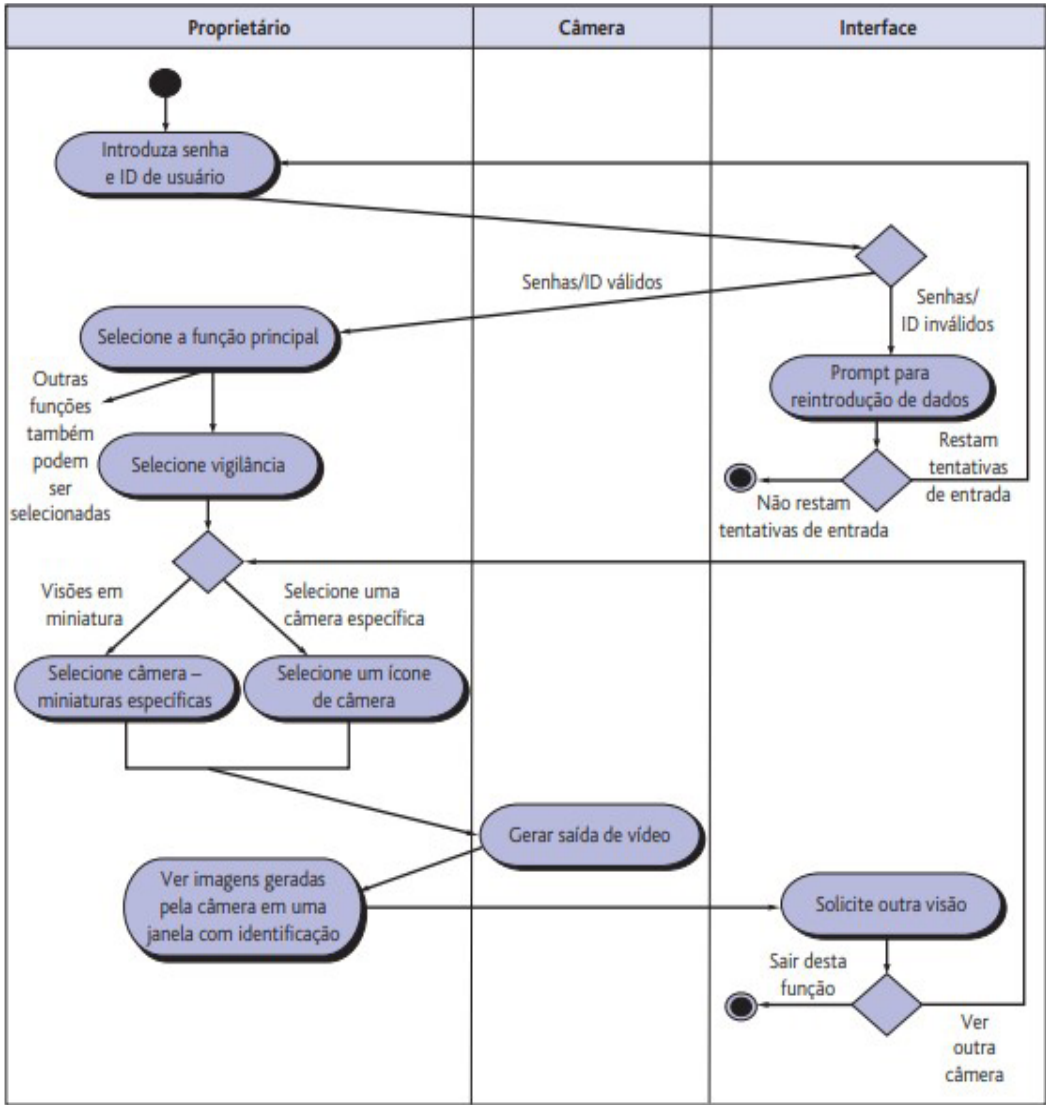 Proprietário
Câmera
Interface
Introduza senha
e ID de usuário
Senhas/ID válidos
Senhas/
ID inválidos
Selecione a função principal
Outras
funções
também
podem
ser
selecionadas
Prompt para
reintrodução de dados
Selecione vigilância
Restam
tentativas
de entrada
Não restam
tentativas de entrada
Visões em
miniatura
Selecione uma
câmera específica
Selecione câmera –
miniaturas específicas
Selecione um ícone
de câmera
Gerar saída de vídeo
Ver imagens geradas
pela câmera em uma
janela com identificação
Solicite outra visão
Sair desta
função
Ver
outra
câmera